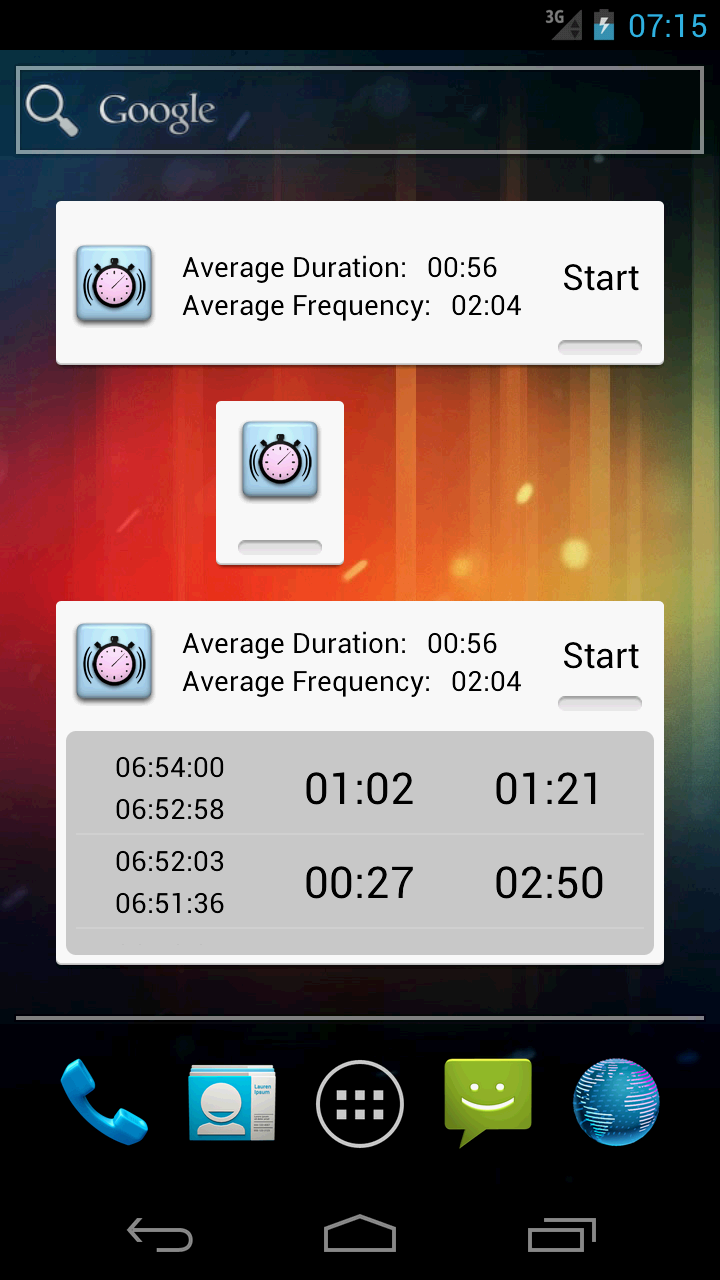 3G
07:15
Google
Average Duration: 00:56
Average Frequency: 02:04
Start
Average Duration: 00:56
Average Frequency: 02:04
Start
06:54:00
06:52:58
01:02
01:21
06:52:03
06:51:36
00:27
02:50
Lauren
Ipsum